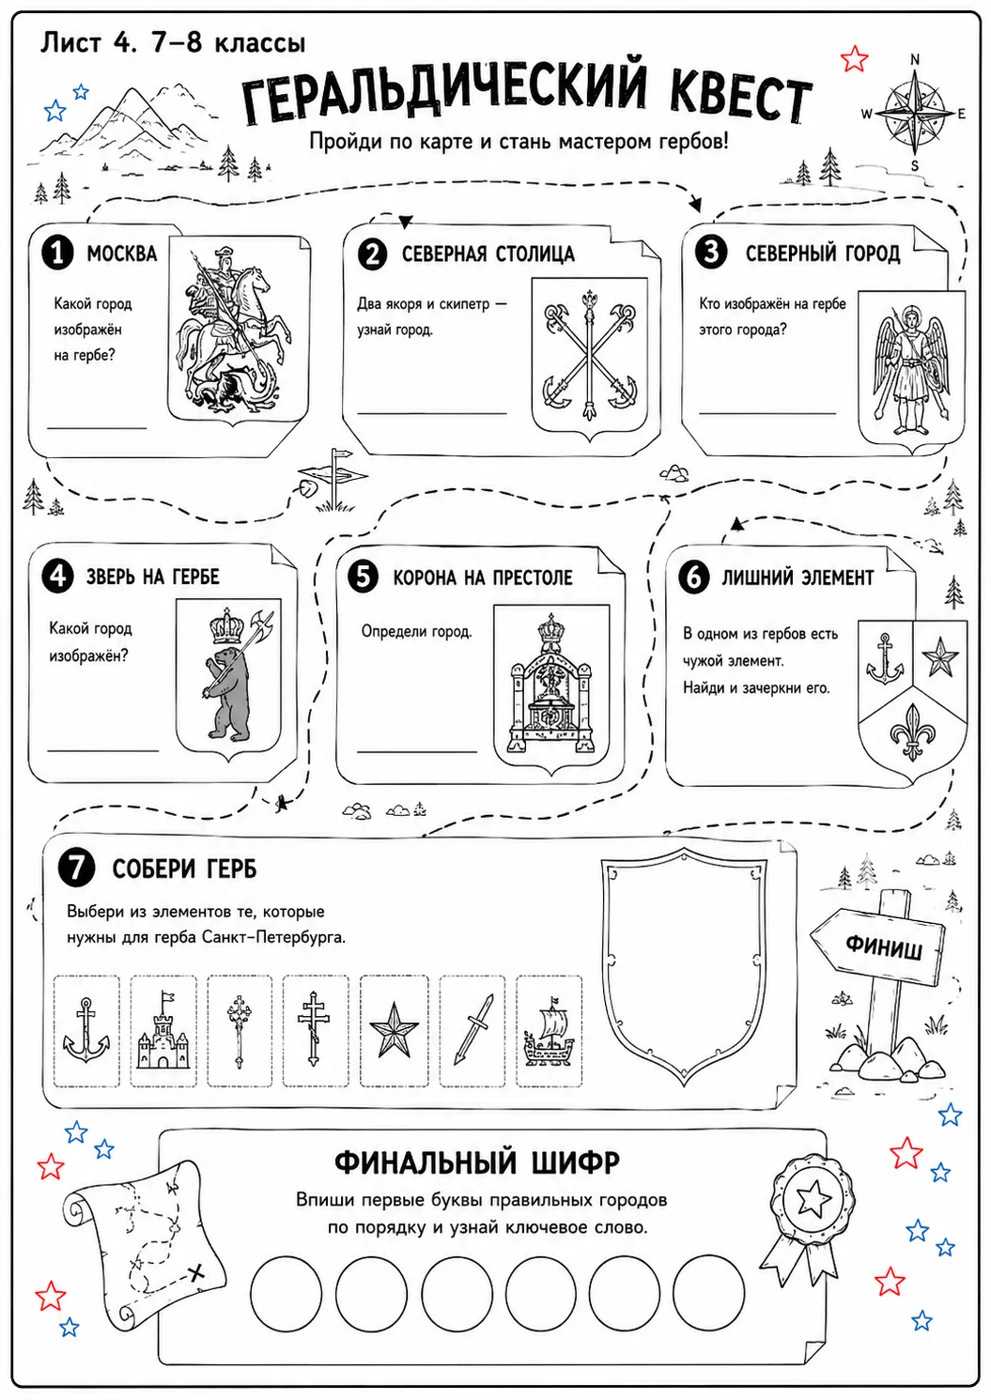 Лист 4. 7–8 классы
ГЕРАЛЬДИЧЕСКИЙ КВЕСТ
Пройди по карте и стань мастером гербов!
N
W
E
S
1 МОСКВА
Какой город
изображён
на гербе?
2 СЕВЕРНАЯ СТОЛИЦА
Два якоря и скипетр —
узнай город.
3 СЕВЕРНЫЙ ГОРОД
Кто изображён на гербе
этого города?
4 ЗВЕРЬ НА ГЕРБЕ
Какой город
изображён?
5 КОРОНА НА ПРЕСТОЛЕ
Определи город.
6 ЛИШНИЙ ЭЛЕМЕНТ
В одном из гербов есть
чужой элемент.
Найди и зачеркни его.
7 СОБЕРИ ГЕРБ
Выбери из элементов те, которые
нужны для герба Санкт-Петербурга.
ФИНИШ
ФИНАЛЬНЫЙ ШИФР
Впиши первые буквы правильных городов
по порядку и узнай ключевое слово.